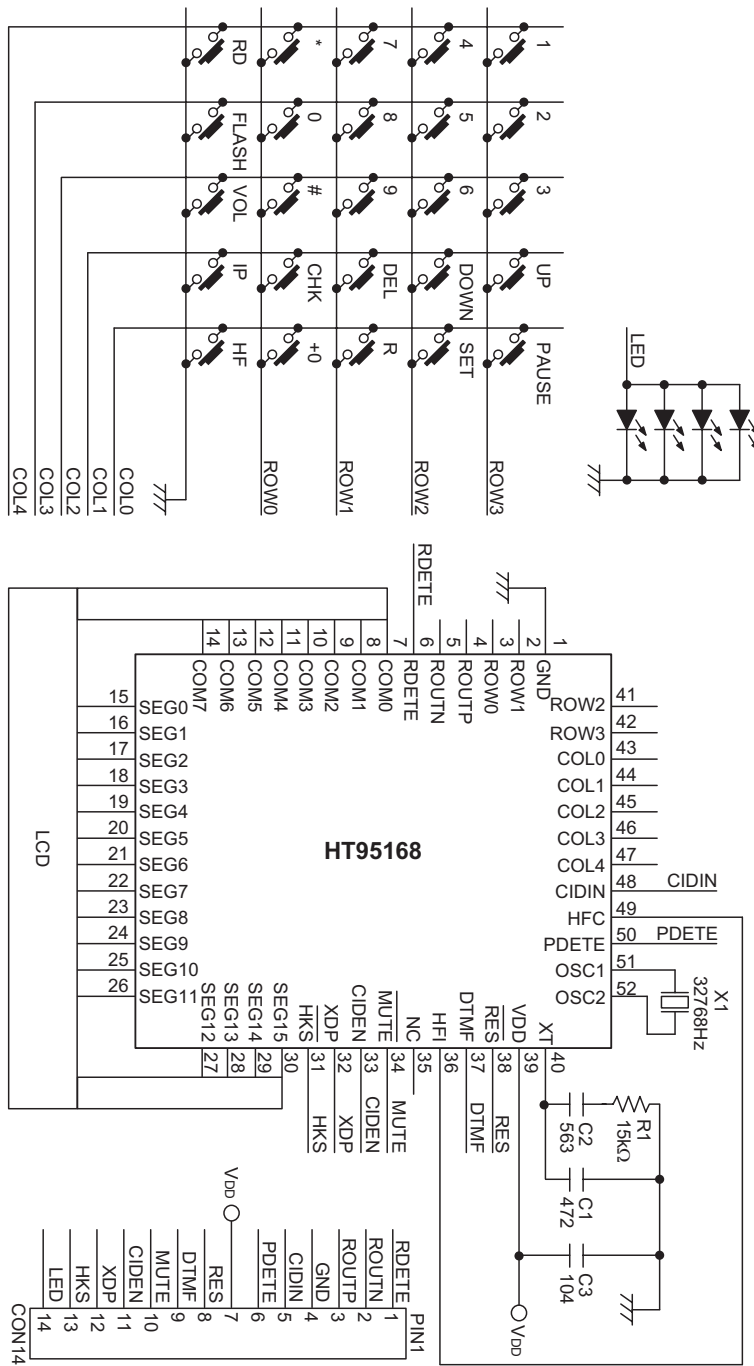 1
4
7
*
RD
2
5
8
0
FLASH
3
6
9
#
VOL
UP
DOWN
DEL
CHK
IP
PAUSE
SET
R
+0
HF
ROW3
ROW2
ROW1
ROW0
COL0
COL1
COL2
COL3
COL4
LED
RDETE
1
2
3
4
5
6
7
8
9
10
11
12
13
14
GND
ROW1
ROW0
ROUTP
ROUTN
RDETE
COM0
COM1
COM2
COM3
COM4
COM5
COM6
COM7
15 SEG0
16 SEG1
17 SEG2
18 SEG3
19 SEG4
20 SEG5
21 SEG6
22 SEG7
23 SEG8
24 SEG9
25 SEG10
26 SEG11
LCD
HT95168
ROW2 41
ROW3 42
COL0 43
COL1 44
COL2 45
COL3 46
COL4 47
CIDIN 48 CIDIN
HFC 49
PDETE 50 PDETE
OSC1 51
OSC2 52
X1
32768Hz
SEG12 27
SEG13 28
SEG14 29
SEG15 30
HKS 31 HKS
XDP 32 XDP
CIDEN 33 CIDEN
MUTE 34 MUTE
NC 35
HFI 36
DTMF 37 DTMF
RES 38 RES
VDD 39
XT 40
R1
15kΩ
C2
563
C1
472
C3
104
VDD
VDD
PIN1
RDETE 1
ROUTN 2
ROUTP 3
GND 4
CIDIN 5
PDETE 6
7
RES 8
DTMF 9
MUTE 10
CIDEN 11
XDP 12
HKS 13
LED 14
CON14